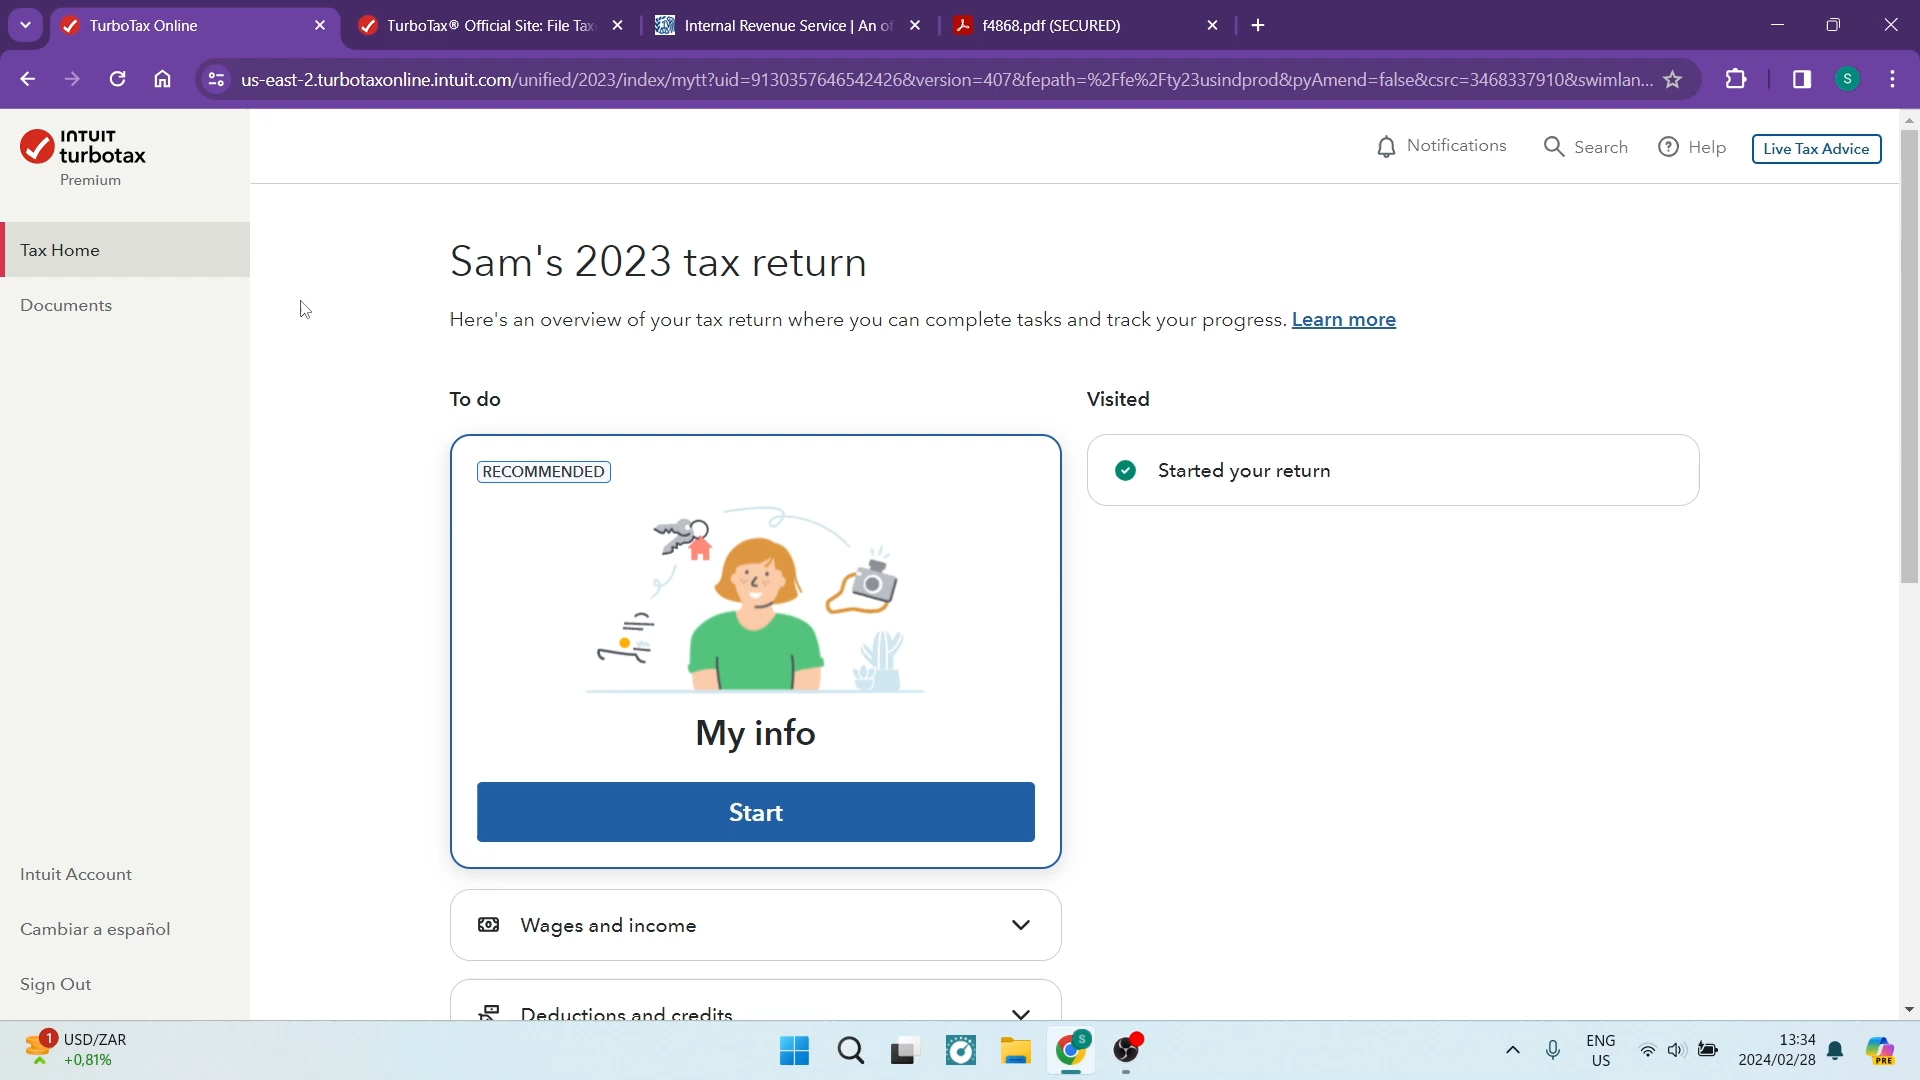 TurboTax Online
TurboTax® Official Site: File Tax
Internal Revenue Service | An of
f4868.pdf (SECURED)
us-east-2.turbotaxonline.intuit.com/unified/2023/index/mytt?uid=9130357646542426&version=407&fepath=%2Ffe%2Fty23usindprod&pyAmend=false&csrc=3468337910&swimlan...
S
INTUIT
turbotax
Premium
Notifications
Search
Help
Live Tax Advice
Tax Home
Documents
Sam's 2023 tax return
Here's an overview of your tax return where you can complete tasks and track your progress. Learn more
To do
Visited
RECOMMENDED
Started your return
My info
Start
Wages and income
Deductions and credits
Intuit Account
Cambiar a español
Sign Out
1
USD/ZAR
+0,81%
S
ENG
US
13:34
2024/02/28
PRE